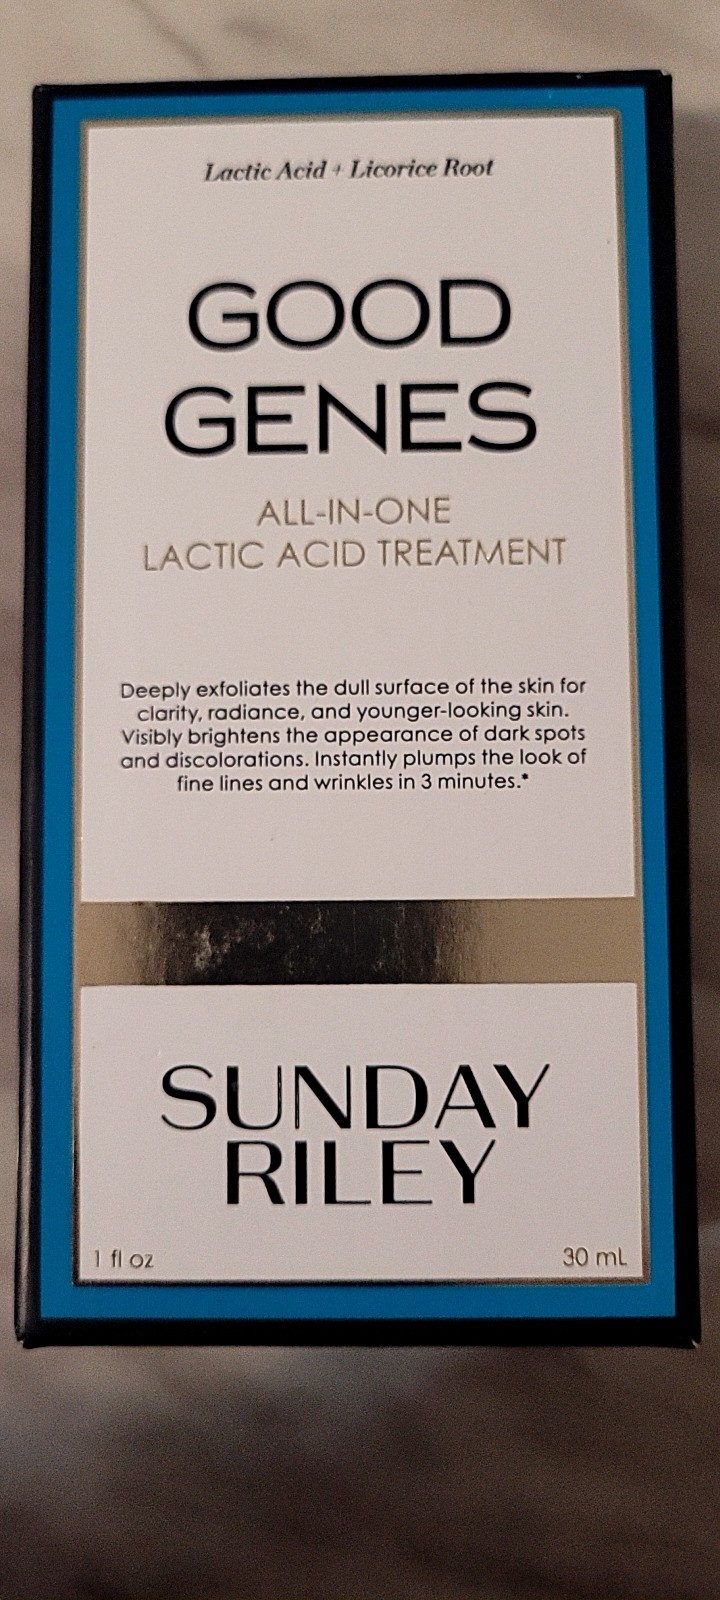 Lactic Acid + Licorice Root
GOOD
GENES
ALL-IN-ONE
LACTIC ACID TREATMENT
Deeply exfoliates the dull surface of the skin for
clarity, radiance, and younger-looking skin.
Visibly brightens the appearance of dark spots
and discolorations. Instantly plumps the look of
fine lines and wrinkles in 3 minutes.*
SUNDAY
RILEY
1 fl oz 30 mL